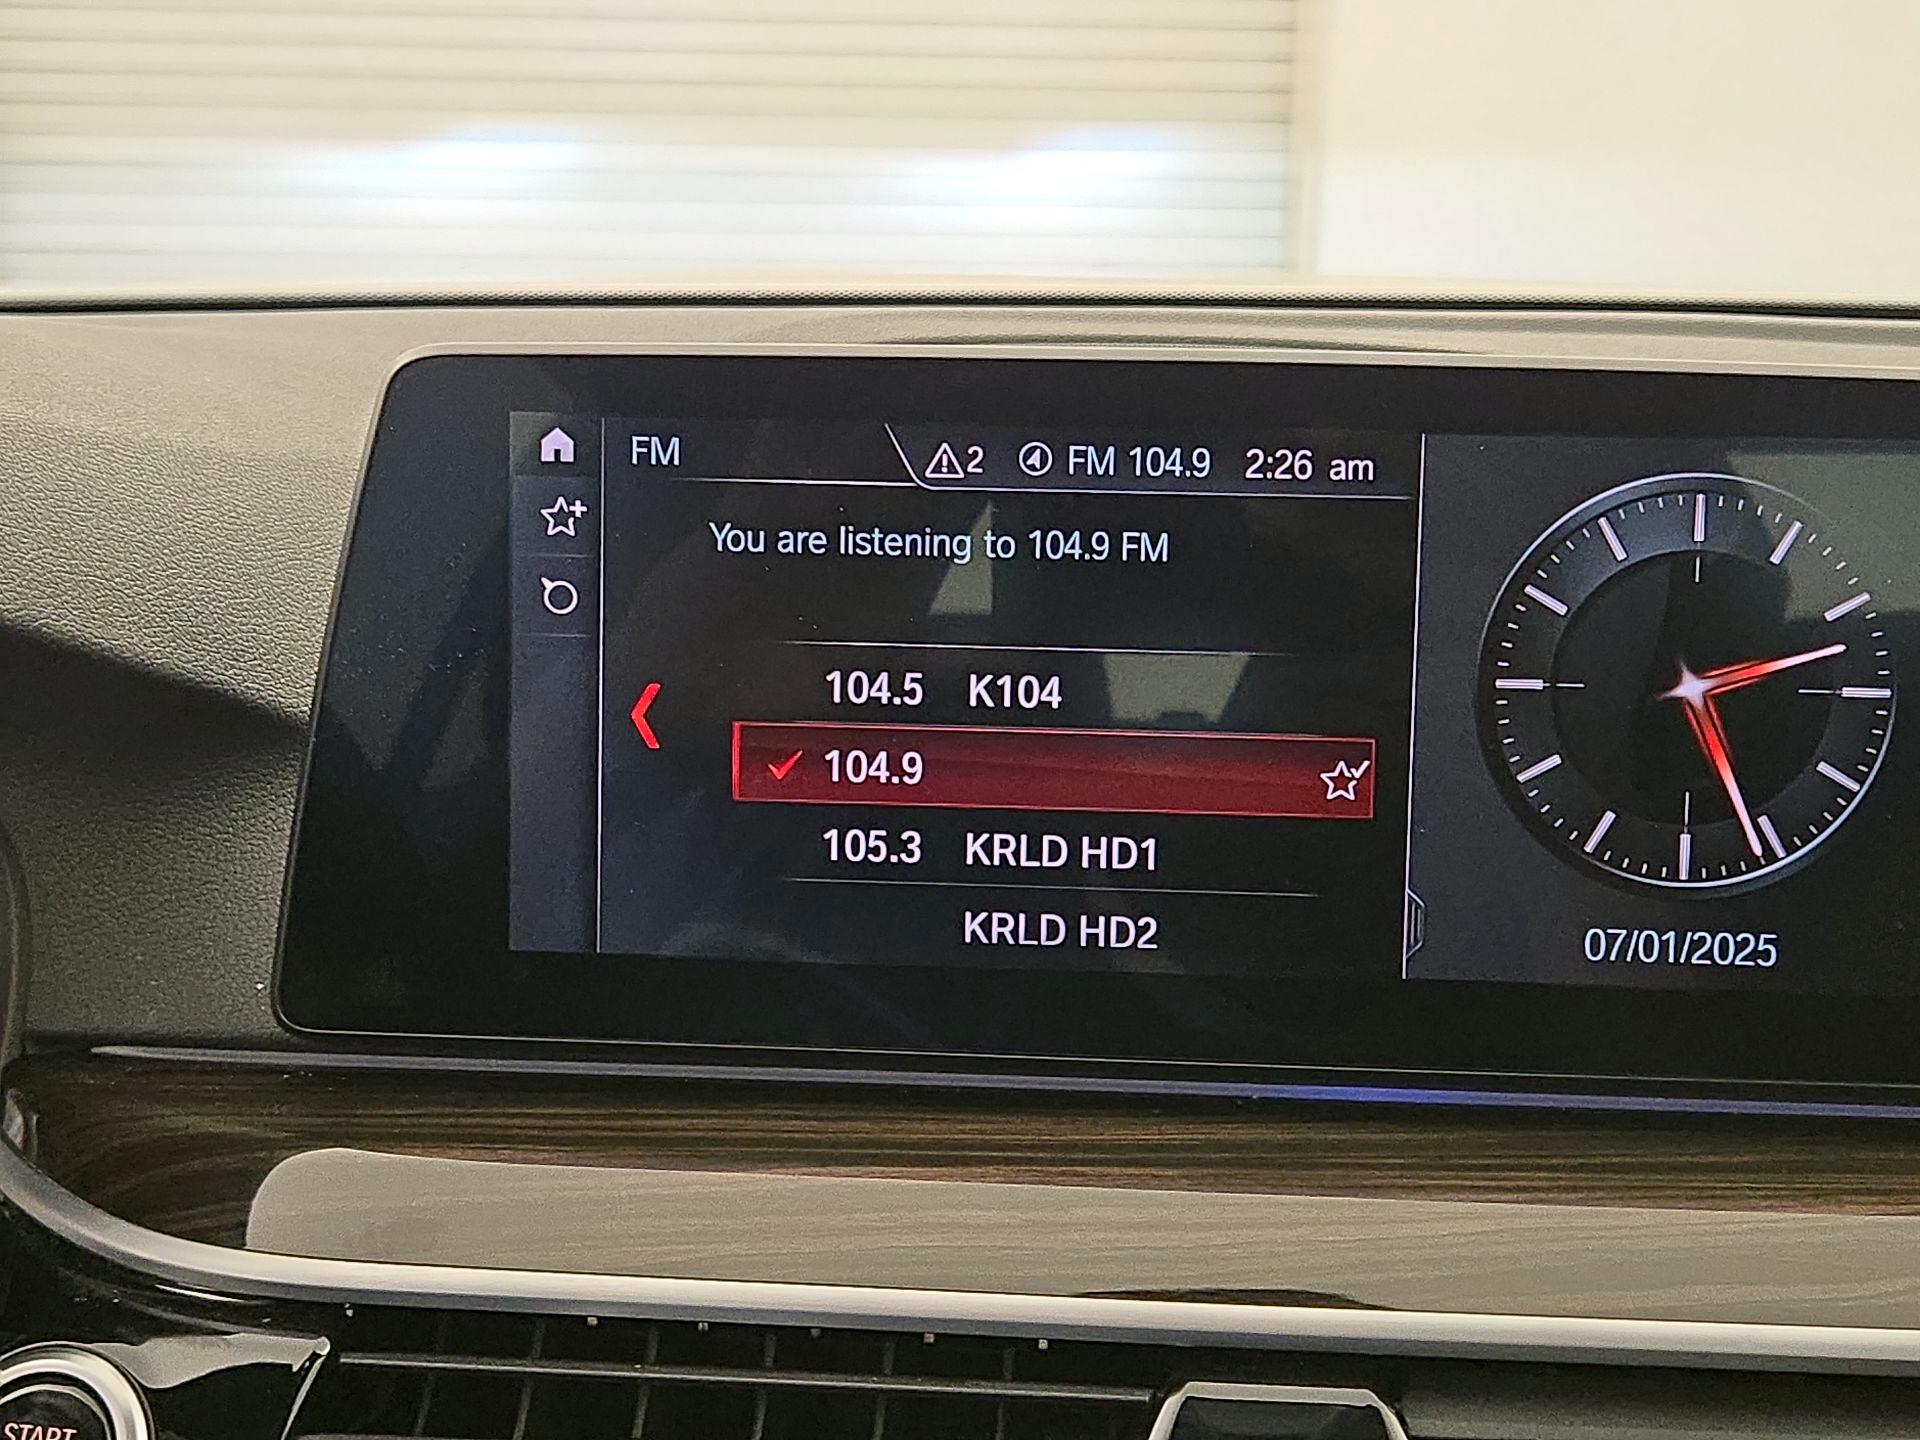 FM
2 FM 104.9 2:26 am
You are listening to 104.9 FM
104.5 K104
104.9
105.3 KRLD HD1
KRLD HD2
07/01/2025
START